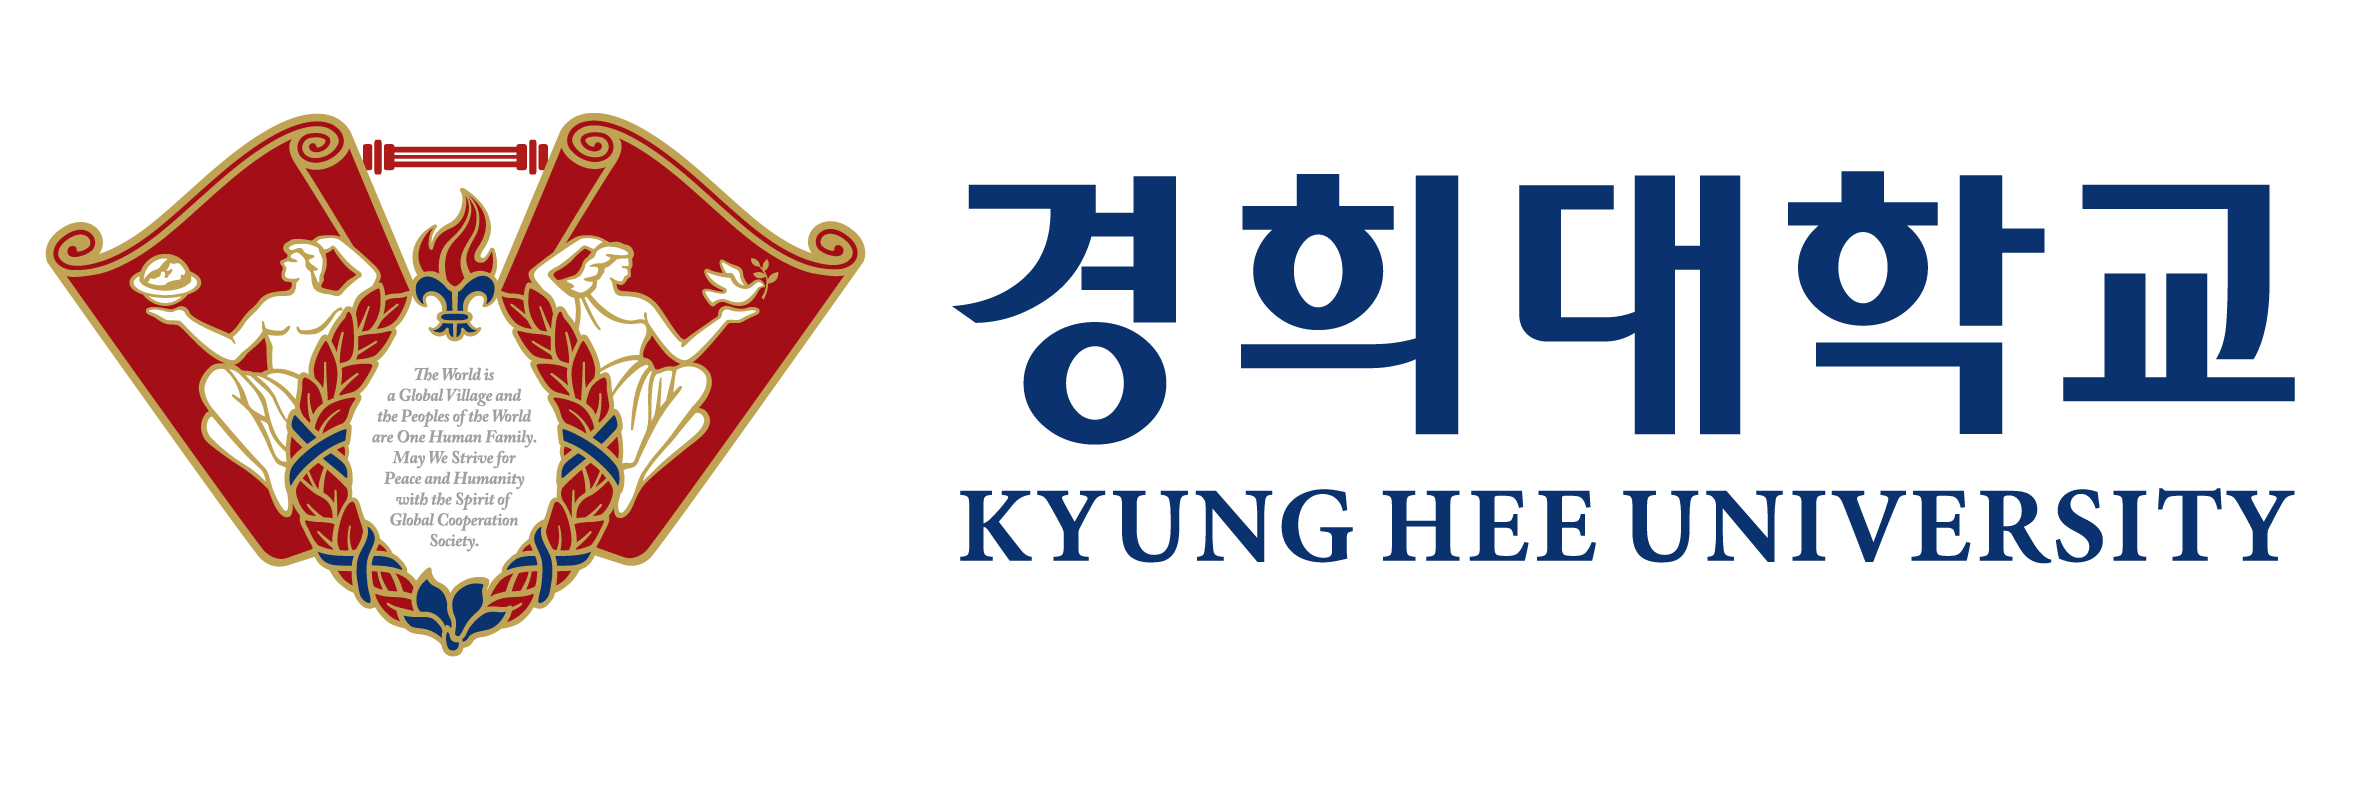 The World is
a Global Village and
the Peoples of the World
are One Human Family.
May We Strive for
Peace and Humanity
with the Spirit of
Global Cooperation
Society.
경희대학교
KYUNG HEE UNIVERSITY